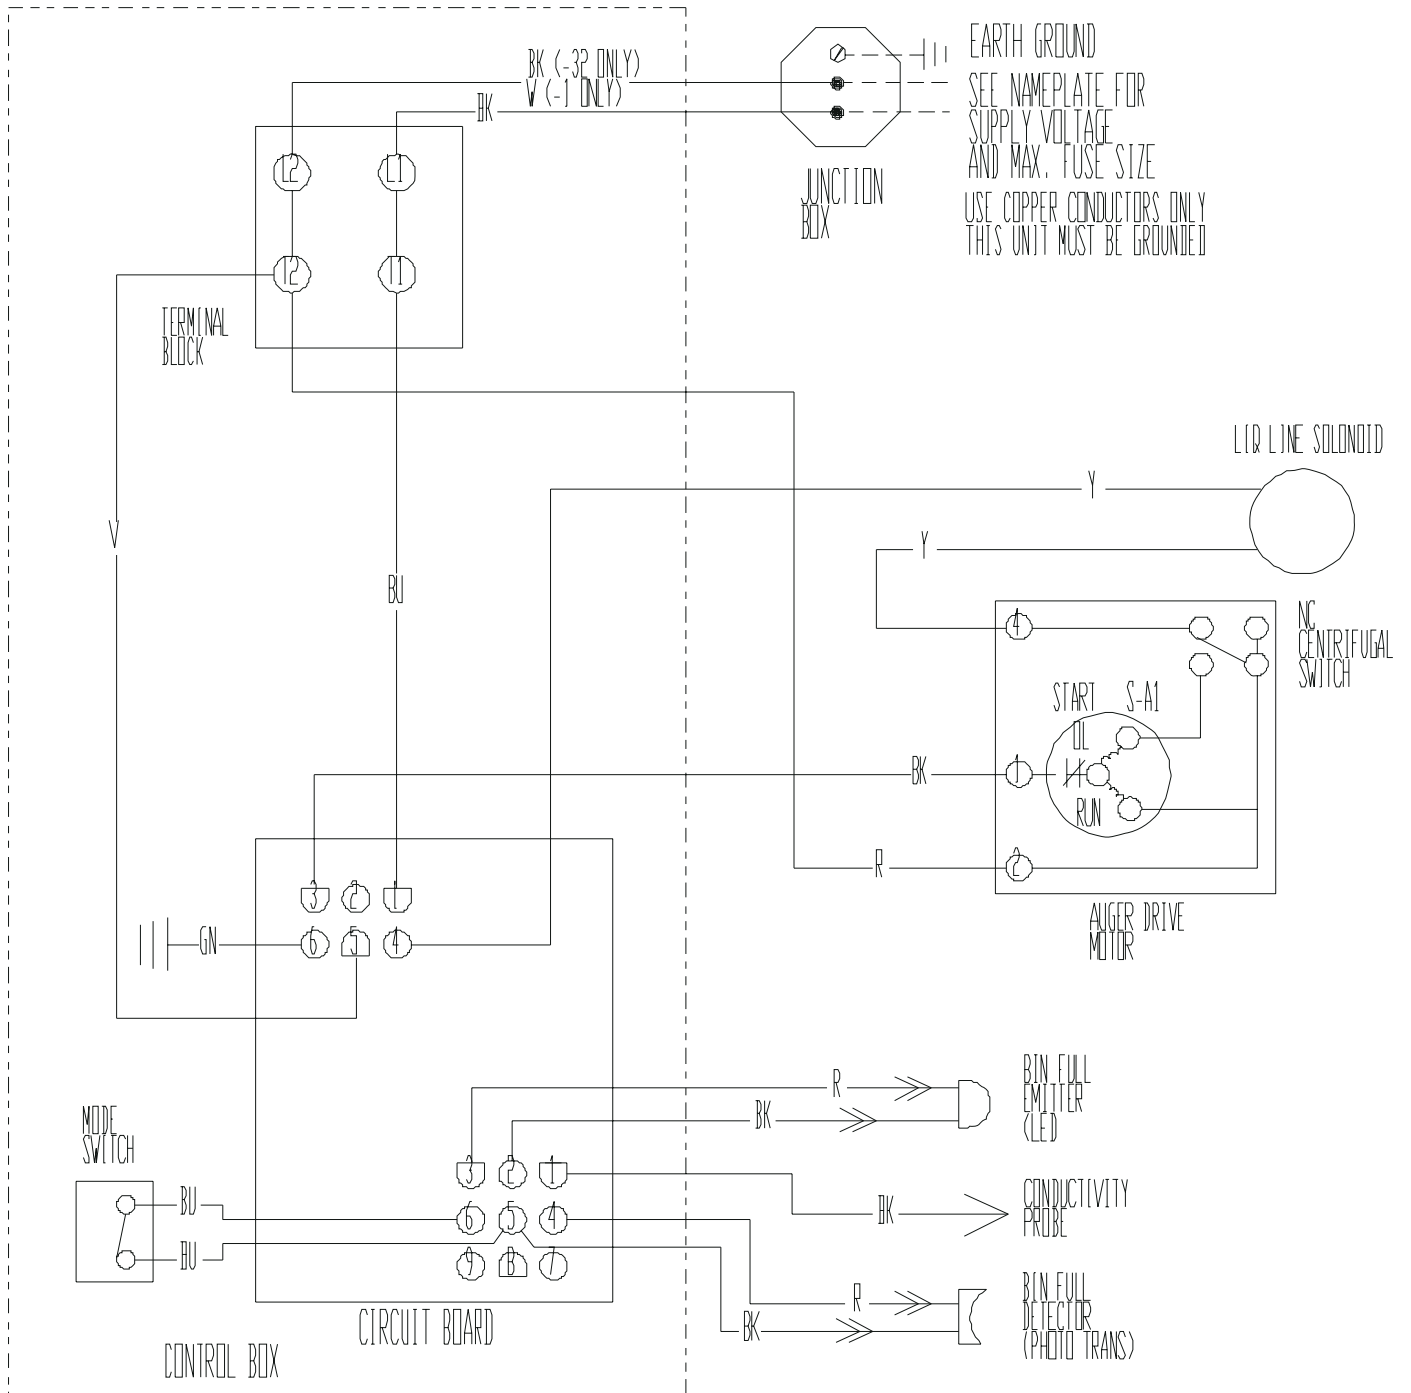 EARTH GROUND
BK (-32 ONLY)
W (-1 ONLY)
SEE NAMEPLATE FOR
SUPPLY VOLTAGE
AND MAX. FUSE SIZE
BK
JUNCTION
BOX
USE COPPER CONDUCTORS ONLY
THIS UNIT MUST BE GROUNDED
L2
L1
12
11
TERMINAL
BLOCK
LIQ LINE SOLONOID
Y
Y
V
BU
NC
CENTRIFUGAL
SWITCH
4
START S-A1
OL
BK
1
RUN
R
2
AUGER DRIVE
MOTOR
3 2 1
GN
6 5 4
BIN FULL
EMITTER
(LED
R
BK
MODE
SWITCH
3 2 1
CONDUCTIVITY
PROBE
BK
BU
6 5 4
BU
9 8 7
BIN FULL
DETECTOR
(PHOTO TRANS)
R
BK
CIRCUIT BOARD
CONTROL BOX